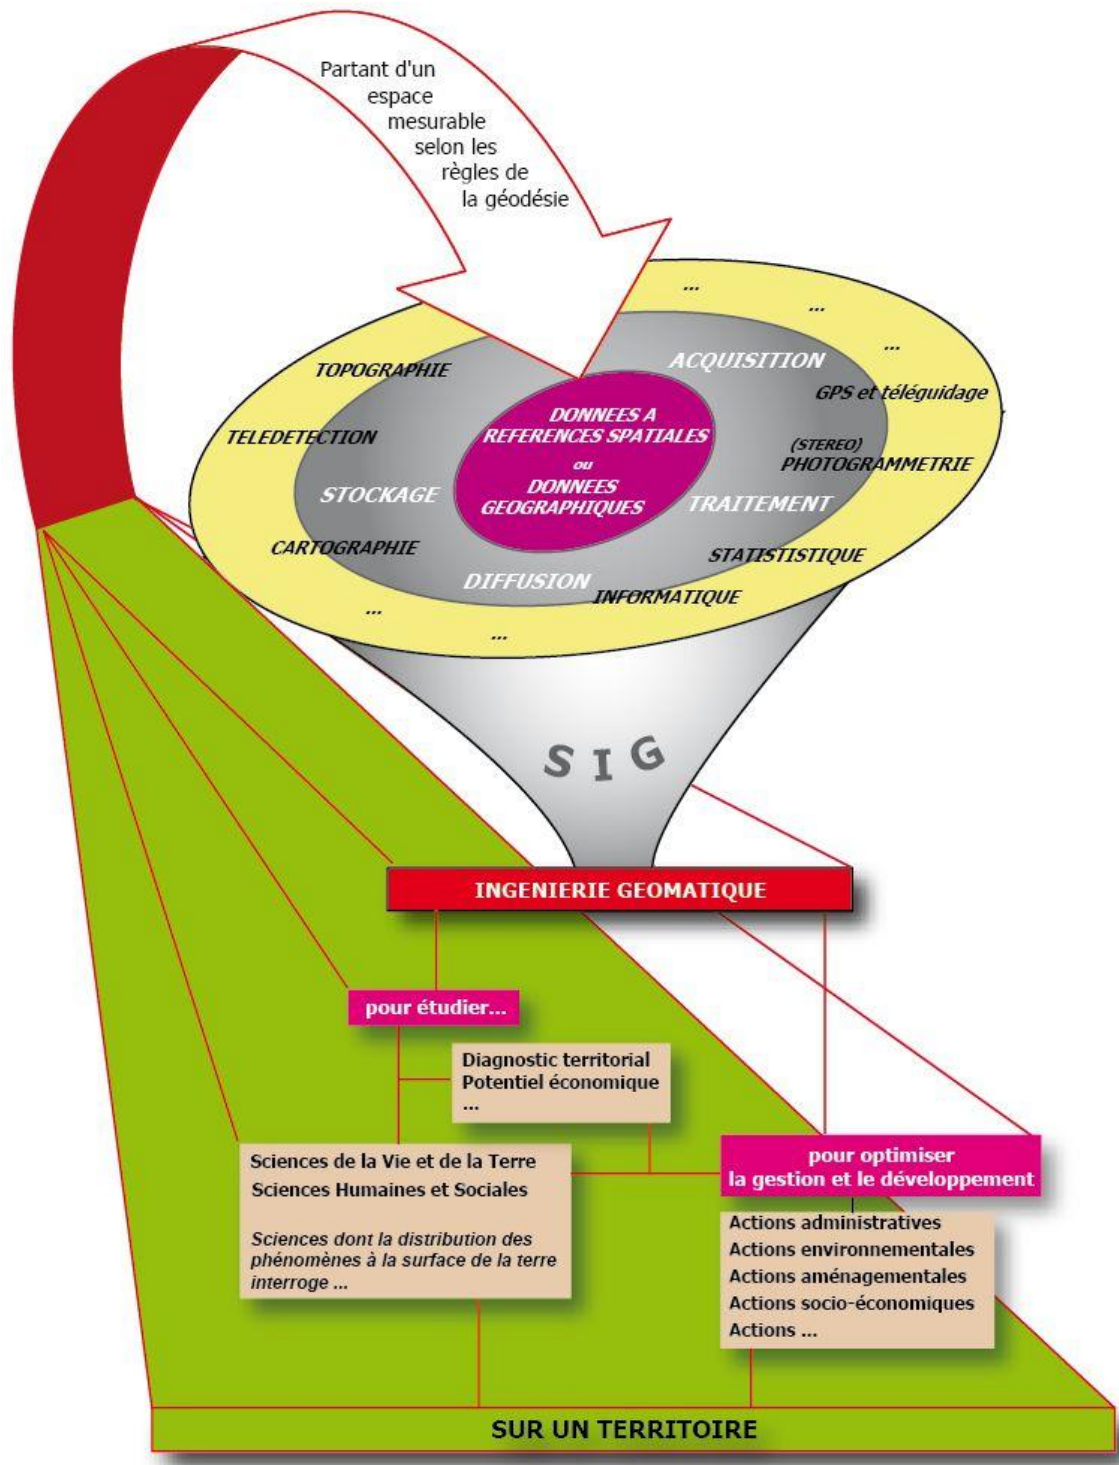 Partant d'un
espace
mesurable
selon les
règles de
la géodésie
...
...
...
ACQUISITION
TOPOGRAPHIE
GPS et téléguidage
DONNEES A
REFERENCES SPATIALES
ou
DONNEES
GEOGRAPHIQUES
TELEDETECTION
(STEREO)
PHOTOGRAMMETRIE
STOCKAGE
TRAITEMENT
CARTOGRAPHIE
STATISTISTIQUE
DIFFUSION
INFORMATIQUE
...
...
SIG
INGENIERIE GEOMATIQUE
pour étudier...
Diagnostic territorial
Potentiel économique
...
Sciences de la Vie et de la Terre
Sciences Humaines et Sociales
Sciences dont la distribution des
phénomènes à la surface de la terre
interroge ...
pour optimiser
la gestion et le développement
Actions administratives
Actions environnementales
Actions aménagementales
Actions socio-économiques
Actions ...
SUR UN TERRITOIRE